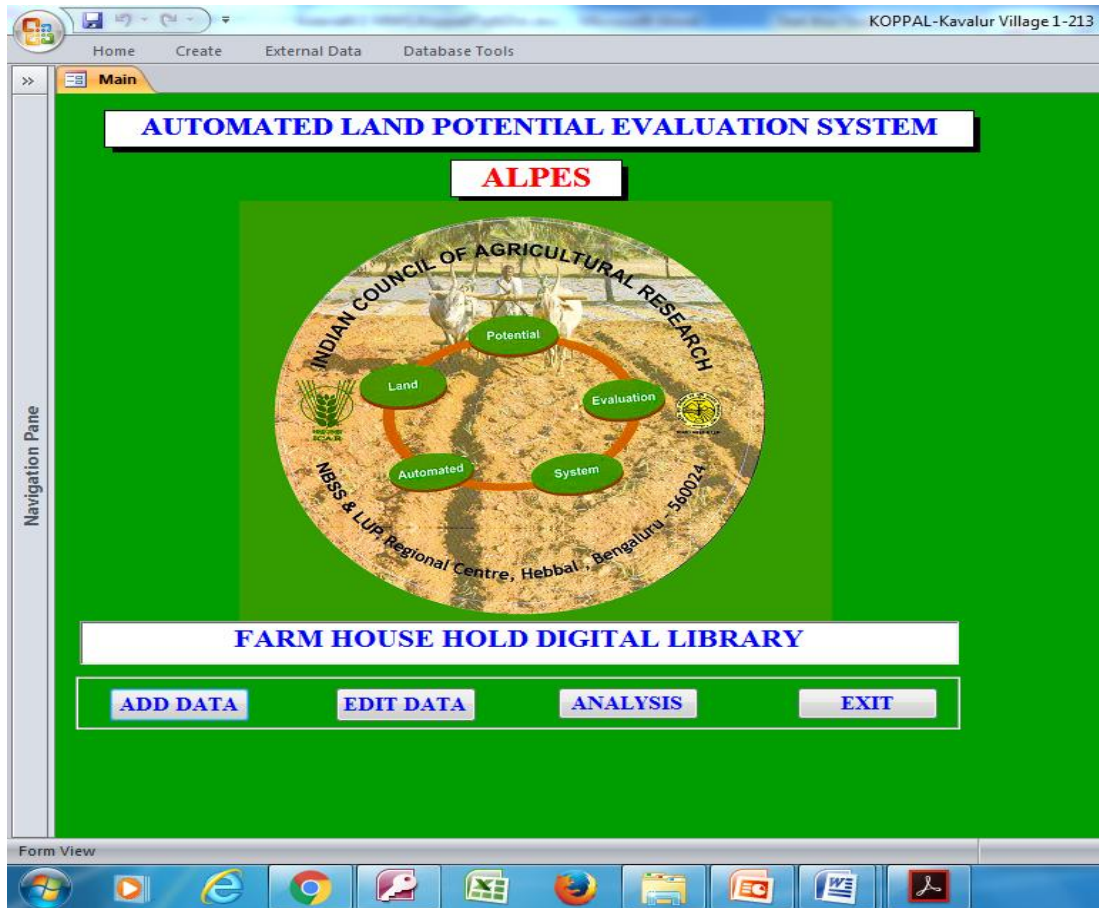 KOPPAL-Kavalur Village 1-213
Home Create External Data Database Tools
»
Main
Navigation Pane
AUTOMATED LAND POTENTIAL EVALUATION SYSTEM
ALPES
INDIAN COUNCIL OF AGRICULTURAL RESEARCH
Potential
Land
Evaluation
ICAR
Automated
System
NBSS & LUP, Regional Centre, Hebbal , Bengaluru - 560024
FARM HOUSE HOLD DIGITAL LIBRARY
ADD DATA EDIT DATA ANALYSIS EXIT
Form View